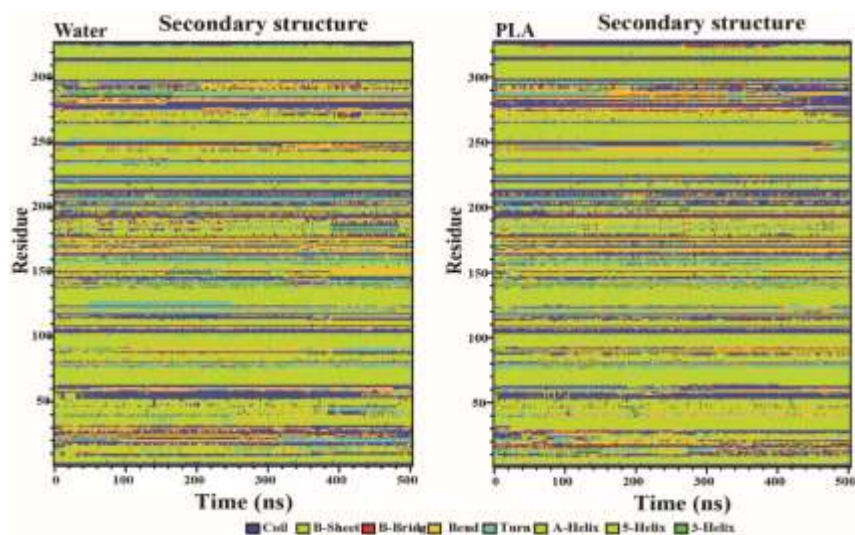 Secondary structure
Water
300
250
200
150
100
50
Residue
0 100 200 300 400 500
Time (ns)
Secondary structure
PLA
300
250
200
150
100
50
Residue
0 100 200 300 400 500
Time (ns)
Coil B-Sheet B-Bridg Bend Turn A-Helix 5-Helix 3-Helix